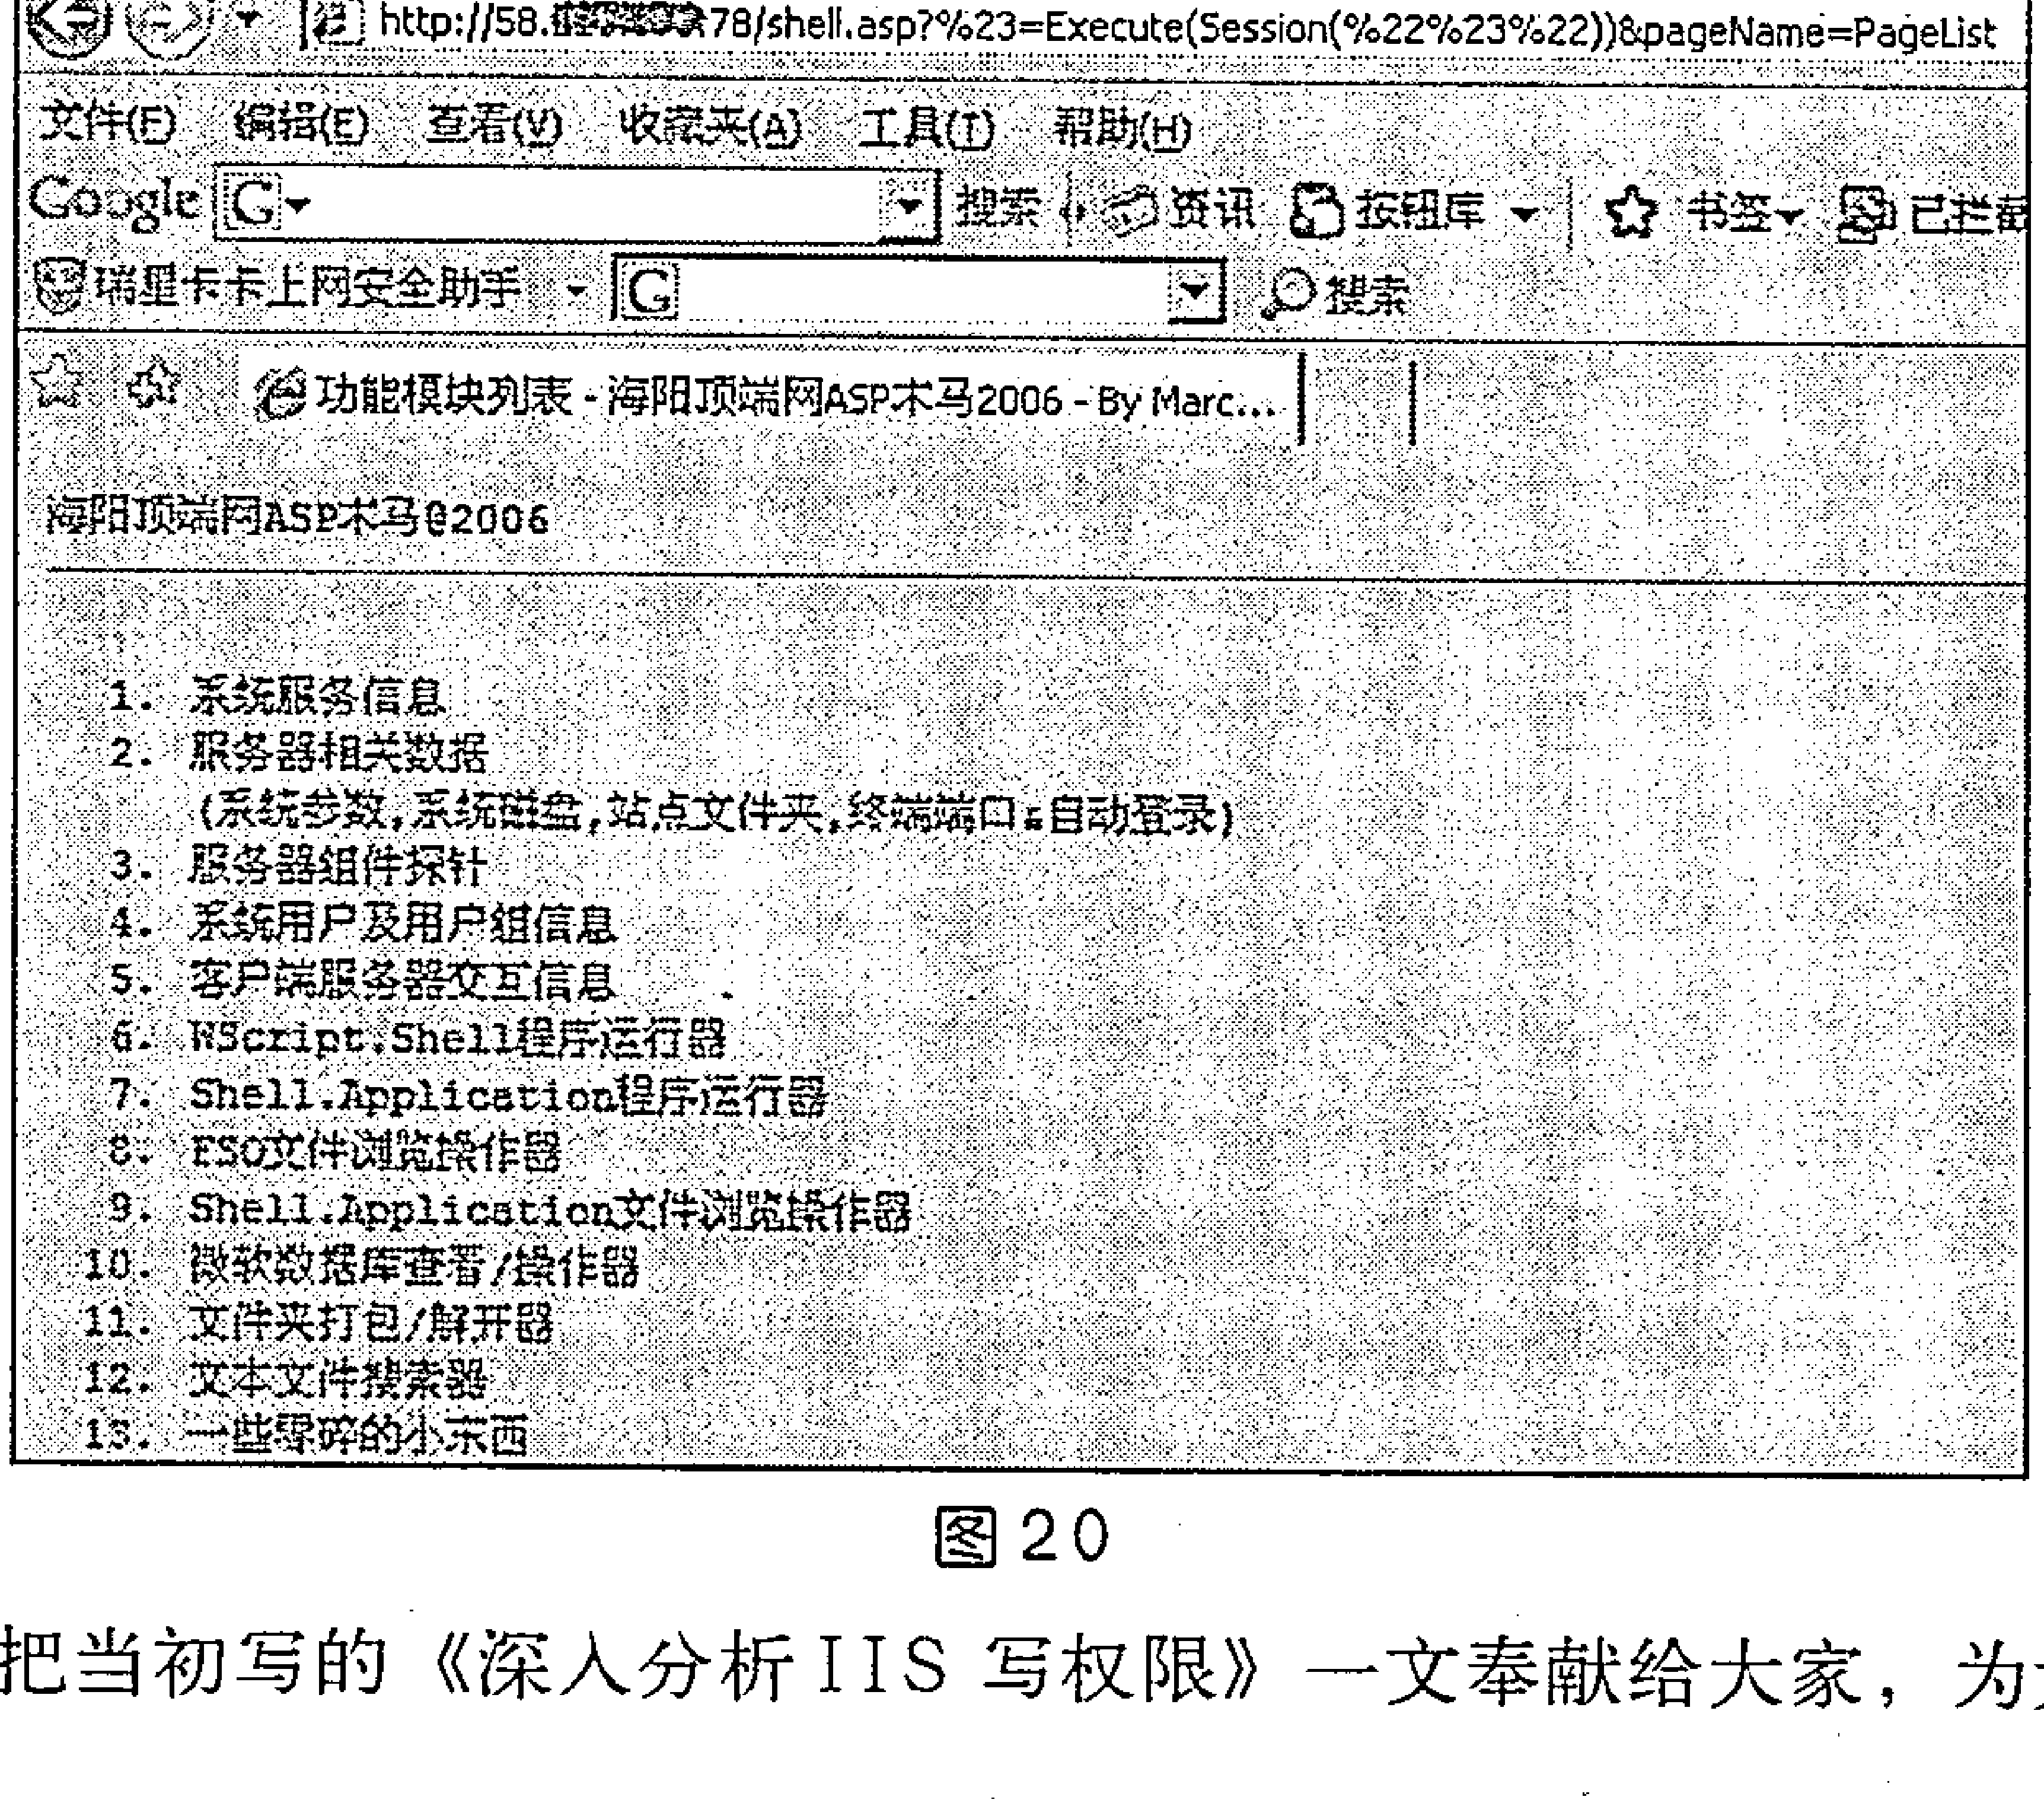 http://58.78/shell.asp?%23=Execute(Session(%22%23%22))&pageName=PageList
文件(F) 编辑(E) 查看(V) 收藏夹(A) 工具(T) 帮助(H)
Google G 搜索 资讯 按钮库 书签 已拦截
瑞星卡卡上网安全助手 G 搜索
功能模块列表 - 海阳顶端网ASP木马2006 - By Marc...
海阳顶端网ASP木马@2006
1. 系统服务信息
2. 服务器相关数据
(系统参数,系统磁盘,站点文件夹,终端端口&自动登录)
3. 服务器组件探针
4. 系统用户及用户组信息
5. 客户端服务器交互信息
6. WScript.Shell程序运行器
7. Shell.Application程序运行器
8. FSO文件浏览操作器
9. Shell.Application文件浏览操作器
10. 微软数据库查看/操作器
11. 文件夹打包/解开器
12. 文本文件搜索器
13. 一些零碎的小东西
图20
把当初写的《深入分析IIS 写权限》一文奉献给大家，为